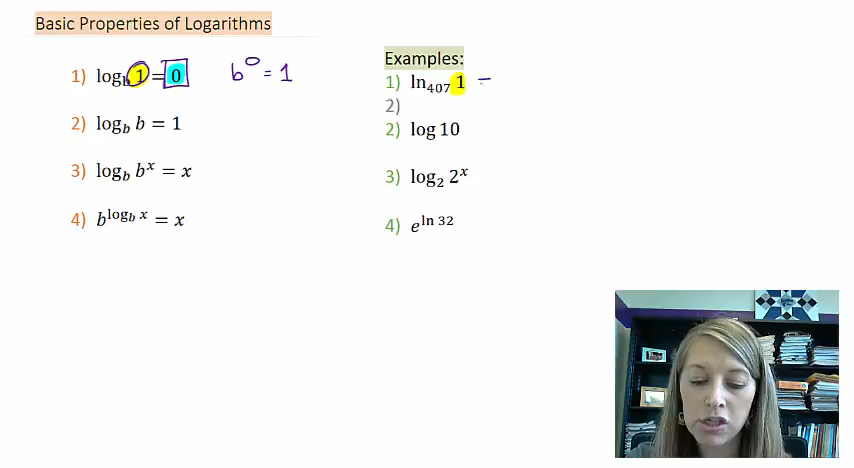 Basic Properties of Logarithms
1) log_b 1 = 0   b^0 = 1
2) log_b b = 1
3) log_b b^x = x
4) b^(log_b x) = x
Examples:
1) ln_407 1 =
2)
2) log 10
3) log_2 2^x
4) e^(ln 32)